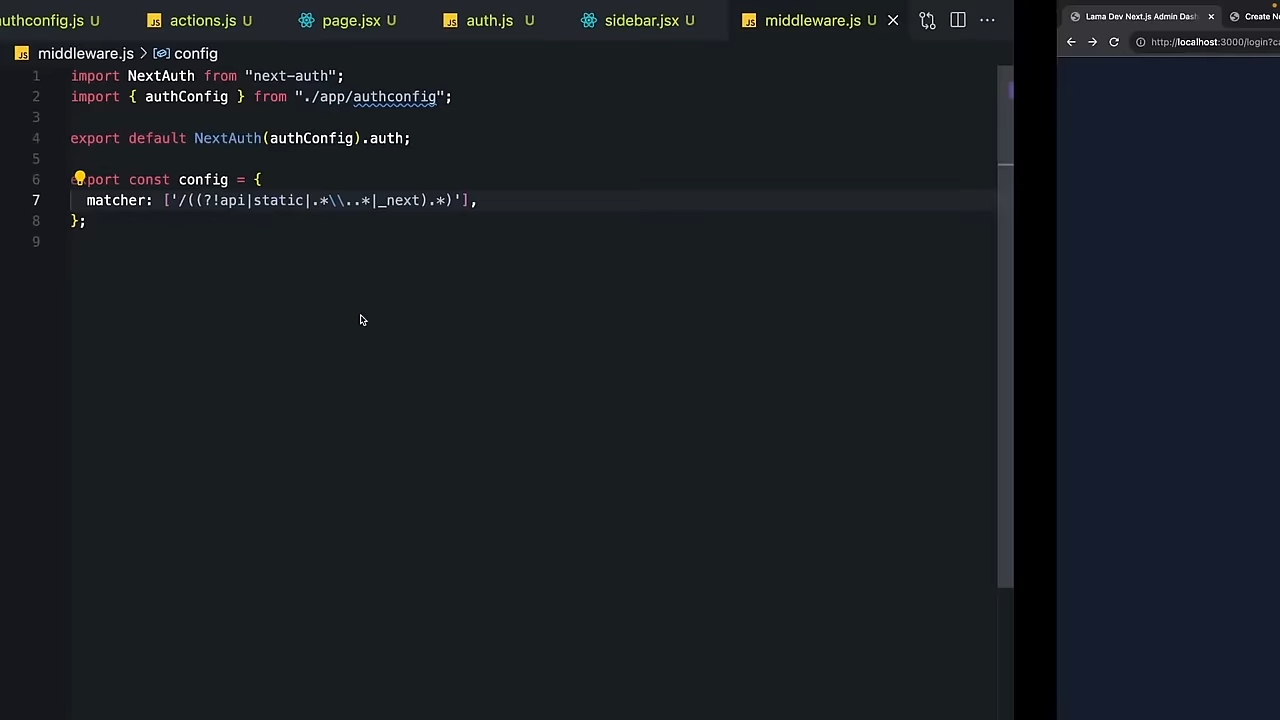 authconfig.js U
actions.js U
page.jsx U
auth.js U
sidebar.jsx U
middleware.js U
Lama Dev Next.js Admin Dash
Create N
http://localhost:3000/login?c
JS middleware.js > config
1 import NextAuth from "next-auth";
2 import { authConfig } from "./app/authconfig";
3
4 export default NextAuth(authConfig).auth;
5
6 export const config = {
7 matcher: ['/((?!api|static|.*\\..*|_next).*)'],
8 };
9